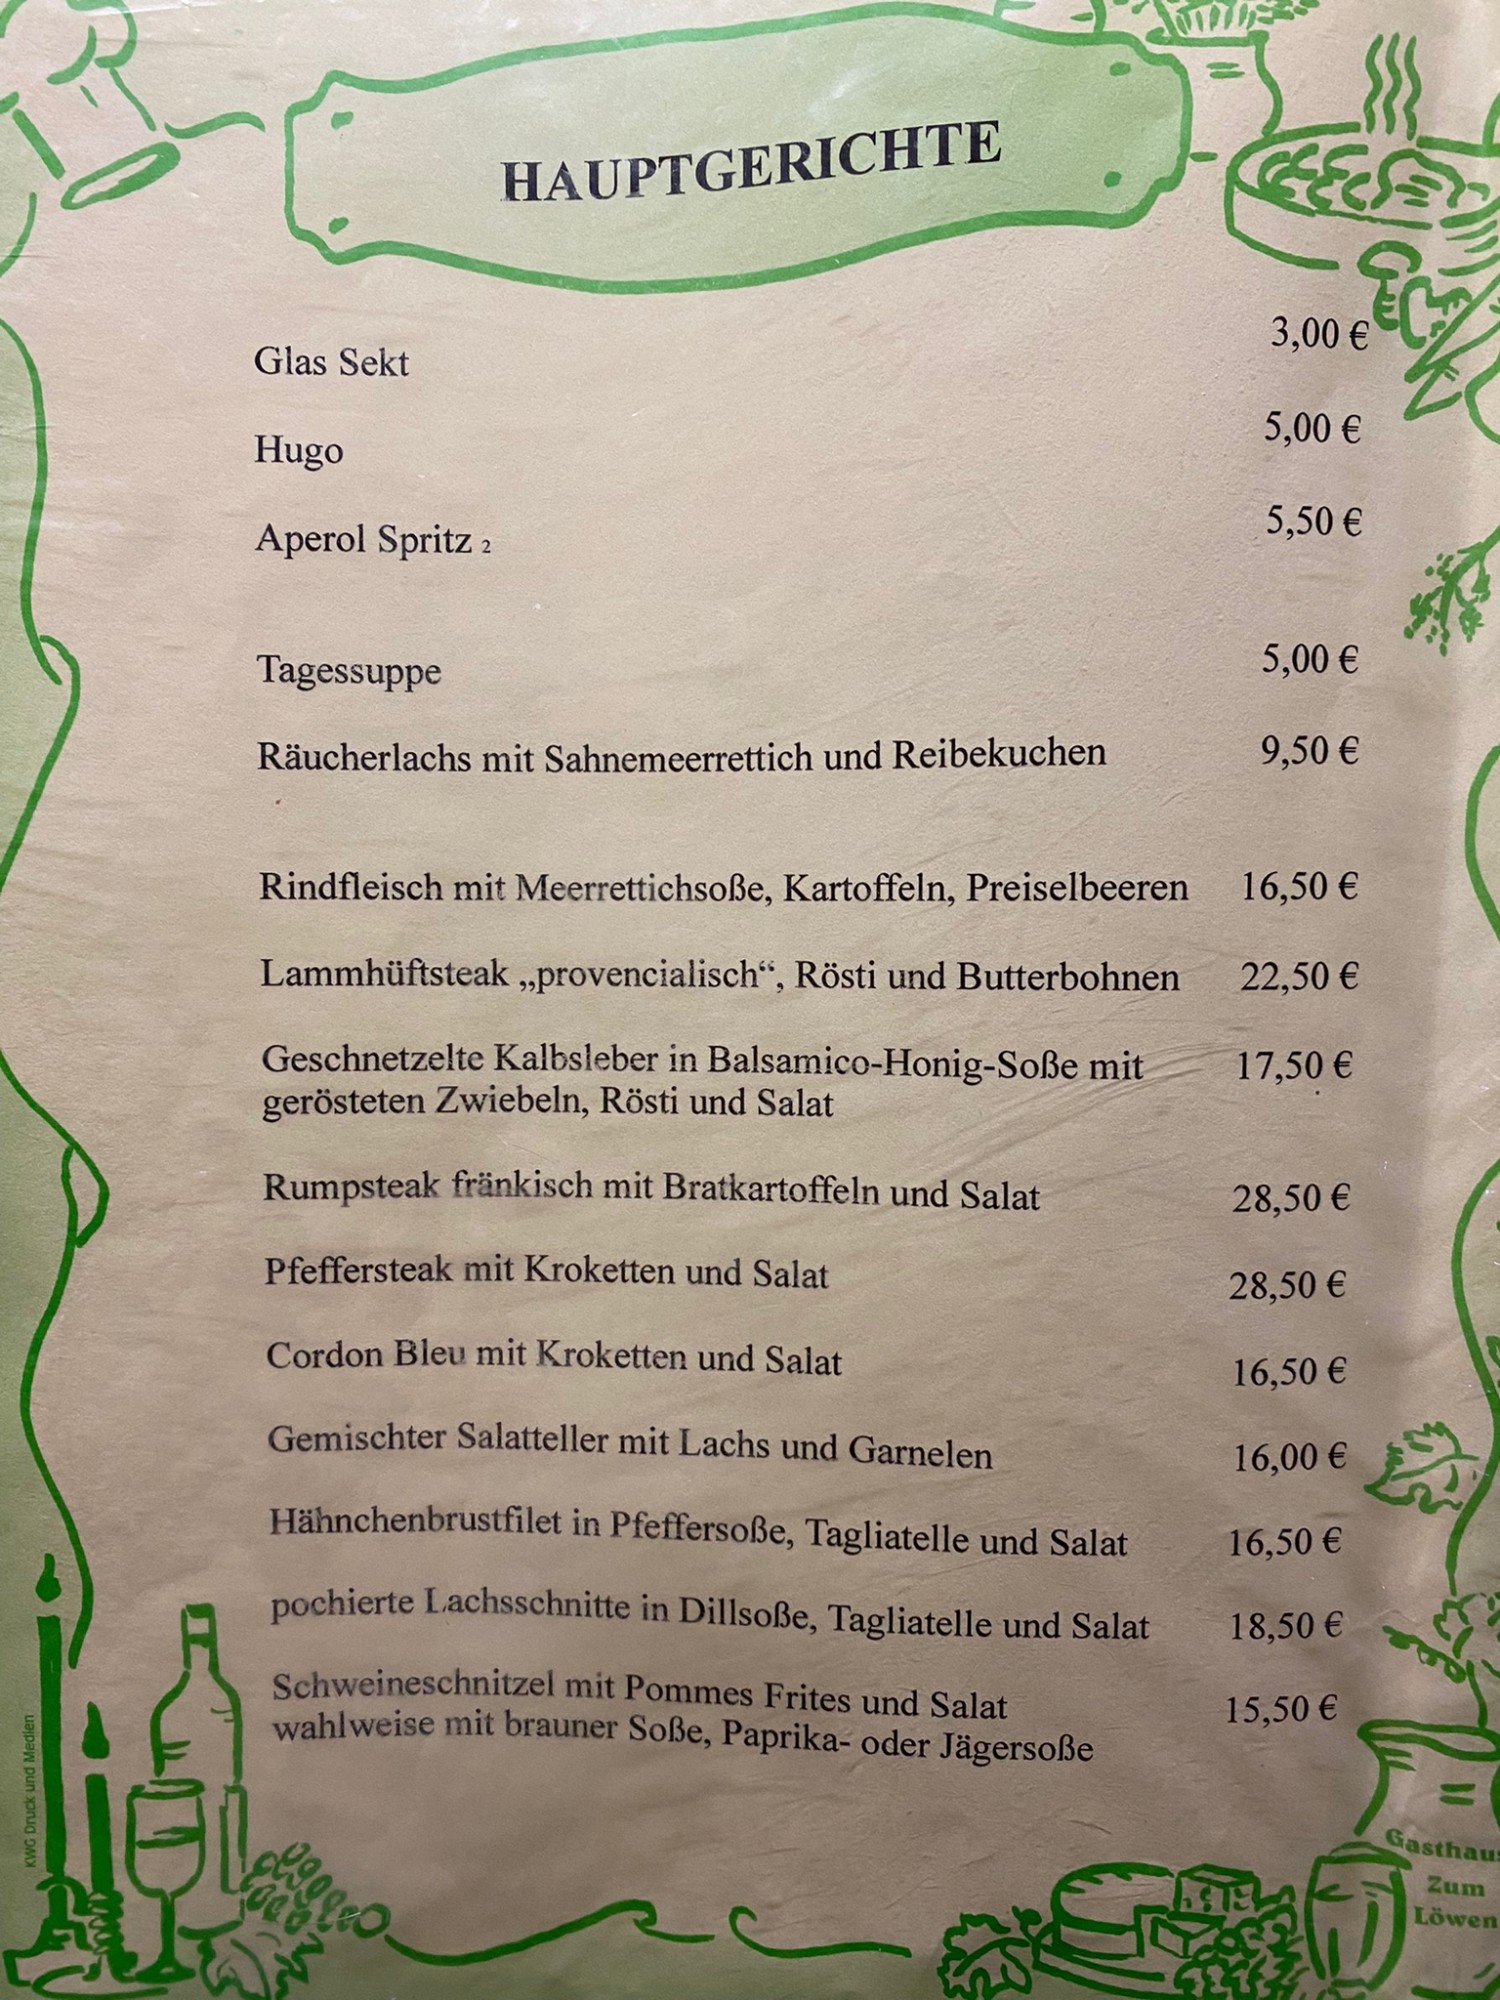 HAUPTGERICHTE
Glas Sekt 3,00 €
Hugo 5,00 €
Aperol Spritz 2 5,50 €
Tagessuppe 5,00 €
Räucherlachs mit Sahnemeerrettich und Reibekuchen 9,50 €
Rindfleisch mit Meerrettichsoße, Kartoffeln, Preiselbeeren 16,50 €
Lammhüftsteak „provencialisch“, Rösti und Butterbohnen 22,50 €
Geschnetzelte Kalbsleber in Balsamico-Honig-Soße mit 17,50 €
gerösteten Zwiebeln, Rösti und Salat
Rumpsteak fränkisch mit Bratkartoffeln und Salat 28,50 €
Pfeffersteak mit Kroketten und Salat 28,50 €
Cordon Bleu mit Kroketten und Salat 16,50 €
Gemischter Salatteller mit Lachs und Garnelen 16,00 €
Hähnchenbrustfilet in Pfeffersoße, Tagliatelle und Salat 16,50 €
pochierte Lachsschnitte in Dillsoße, Tagliatelle und Salat 18,50 €
Schweineschnitzel mit Pommes Frites und Salat 15,50 €
wahlweise mit brauner Soße, Paprika- oder Jägersoße
KWG Druck und Medien
Gasthaus
Zum
Löwen